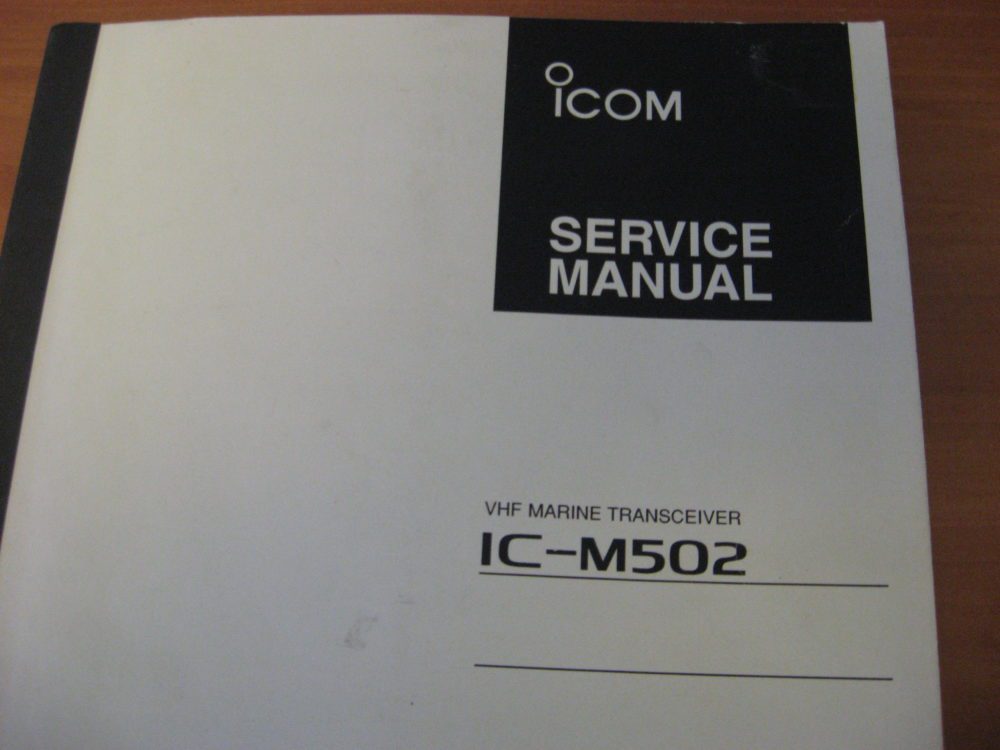 ICOM
SERVICE
MANUAL
VHF MARINE TRANSCEIVER
IC-M502